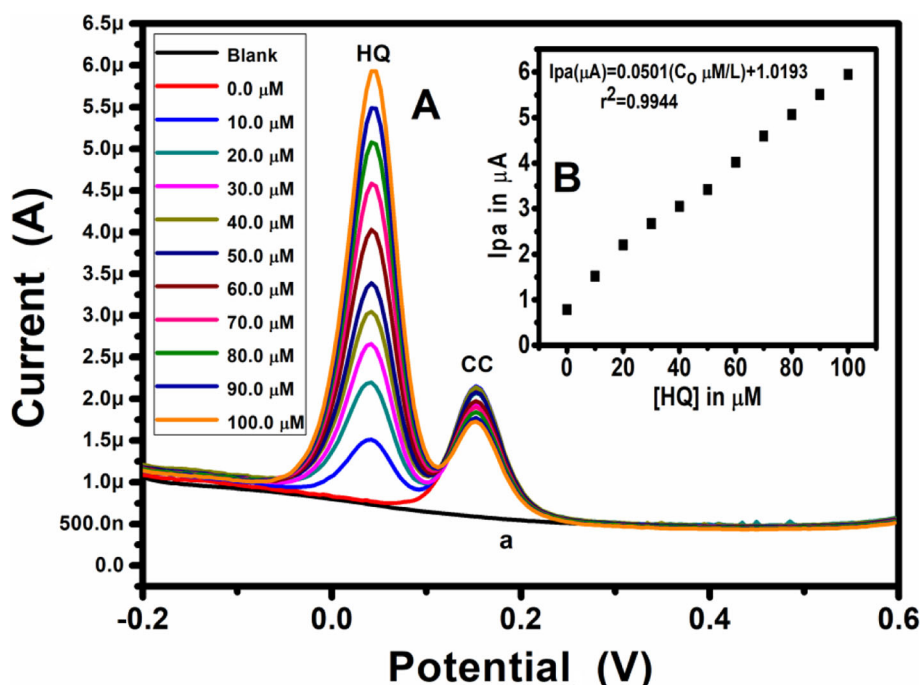 6.5µ
6.0µ
5.5µ
5.0µ
4.5µ
4.0µ
3.5µ
3.0µ
2.5µ
2.0µ
1.5µ
1.0µ
500.0n
0.0
Current (A)
Blank
0.0 µM
10.0 µM
20.0 µM
30.0 µM
40.0 µM
50.0 µM
60.0 µM
70.0 µM
80.0 µM
90.0 µM
100.0 µM
HQ
A
CC
a
Ipa(µA)=0.0501(C₀ µM/L)+1.0193
r²=0.9944
B
Ipa in µA
6
5
4
3
2
1
0
0 20 40 60 80 100
[HQ] in µM
-0.2 0.0 0.2 0.4 0.6
Potential (V)